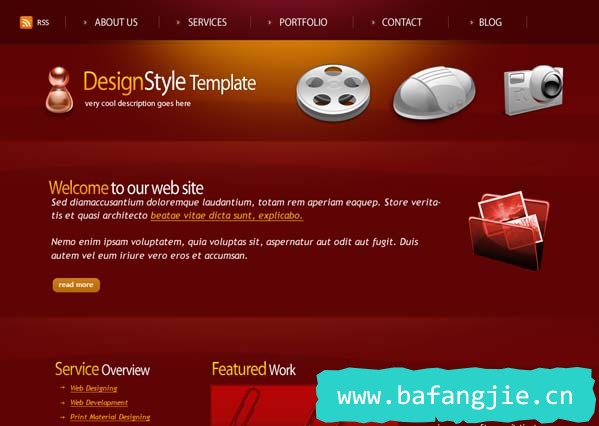 RSS
ABOUT US
SERVICES
PORTFOLIO
CONTACT
BLOG
DesignStyle Template
very cool description goes here
Welcome to our web site
Sed diamaccusantium doloremque laudantium, totam rem aperiam eaquep. Store verita-
tis et quasi architecto beatae vitae dicta sunt, explicabo.
Nemo enim ipsam voluptatem, quia voluptas sit, aspernatur aut odit aut fugit. Duis
autem vel eum iriure vero eros et accumsan.
read more
Service Overview
Web Designing
Web Development
Print Material Designing
Featured Work
www.bafangjie.cn